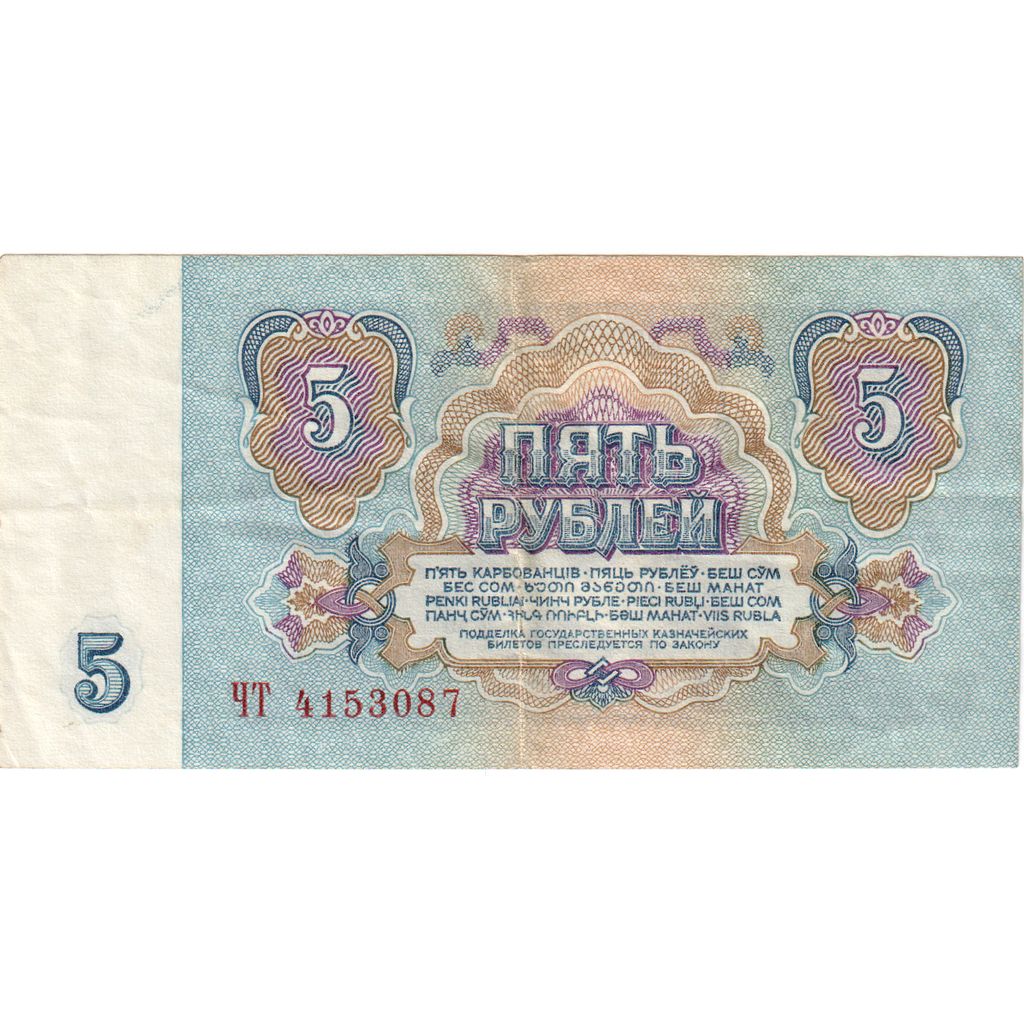 5 5
ПЯТЬ
РУБЛЕЙ
П'ЯТЬ КАРБОВАНЦІВ · ПЯЦЬ РУБЛЁЎ · БЕШ СЎМ
БЕС СОМ · ხუთი მანეთი · БЕШ МАНАТ
PENKI RUBLIAI · ЧИНЧ РУБЛЕ · PIECI RUBĻI · БЕШ СОМ
ПАНҶ СӮМ · ՀԻՆԳ ՌՈՒԲԼԻ · БӘШ МАНАТ · VIIS RUBLA
ПОДДЕЛКА ГОСУДАРСТВЕННЫХ КАЗНАЧЕЙСКИХ
БИЛЕТОВ ПРЕСЛЕДУЕТСЯ ПО ЗАКОНУ
5
ЧТ 4153087